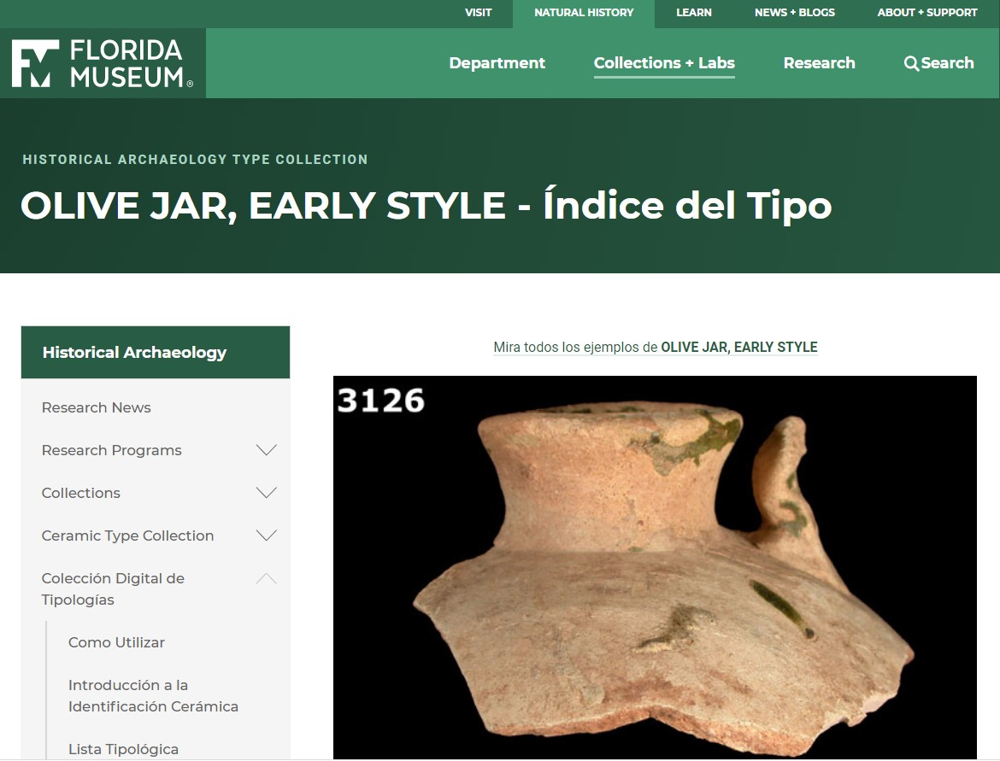 VISIT NATURAL HISTORY LEARN NEWS + BLOGS ABOUT + SUPPORT
FLORIDA
MUSEUM®
Department Collections + Labs Research Search
HISTORICAL ARCHAEOLOGY TYPE COLLECTION
OLIVE JAR, EARLY STYLE - Índice del Tipo
Historical Archaeology
Research News
Research Programs
Collections
Ceramic Type Collection
Colección Digital de
Tipologías
Como Utilizar
Introducción a la
Identificación Cerámica
Lista Tipológica
Mira todos los ejemplos de OLIVE JAR, EARLY STYLE
3126